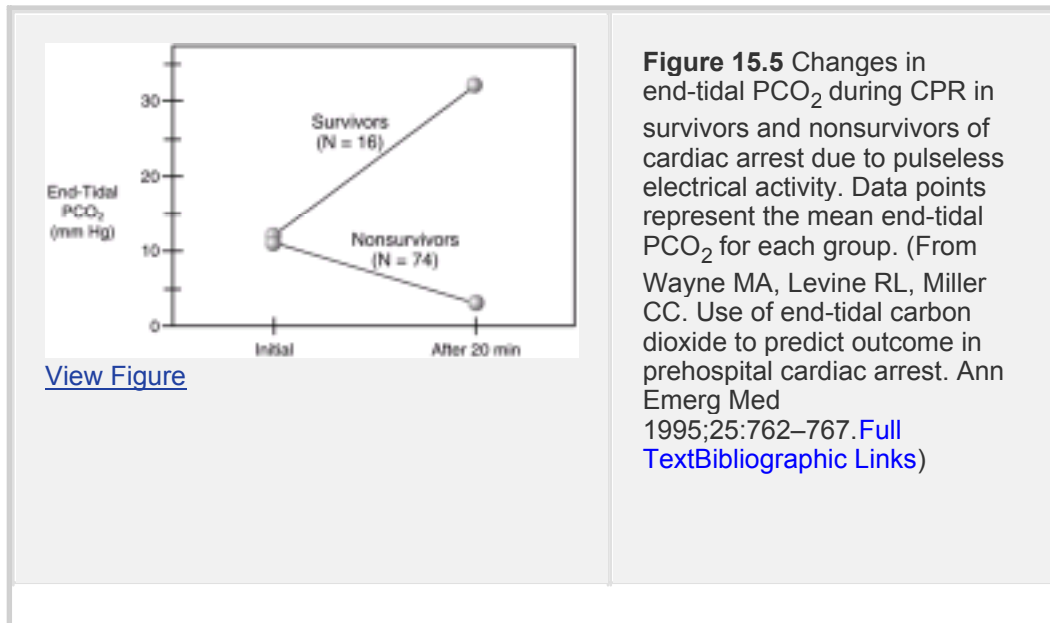 30
Survivors
(N = 16)
20
End-Tidal
PCO₂
(mm Hg)
10
Nonsurvivors
(N = 74)
0
Initial
After 20 min
View Figure
Figure 15.5 Changes in
end-tidal PCO₂ during CPR in
survivors and nonsurvivors of
cardiac arrest due to pulseless
electrical activity. Data points
represent the mean end-tidal
PCO₂ for each group. (From
Wayne MA, Levine RL, Miller
CC. Use of end-tidal carbon
dioxide to predict outcome in
prehospital cardiac arrest. Ann
Emerg Med
1995;25:762–767.Full
TextBibliographic Links)